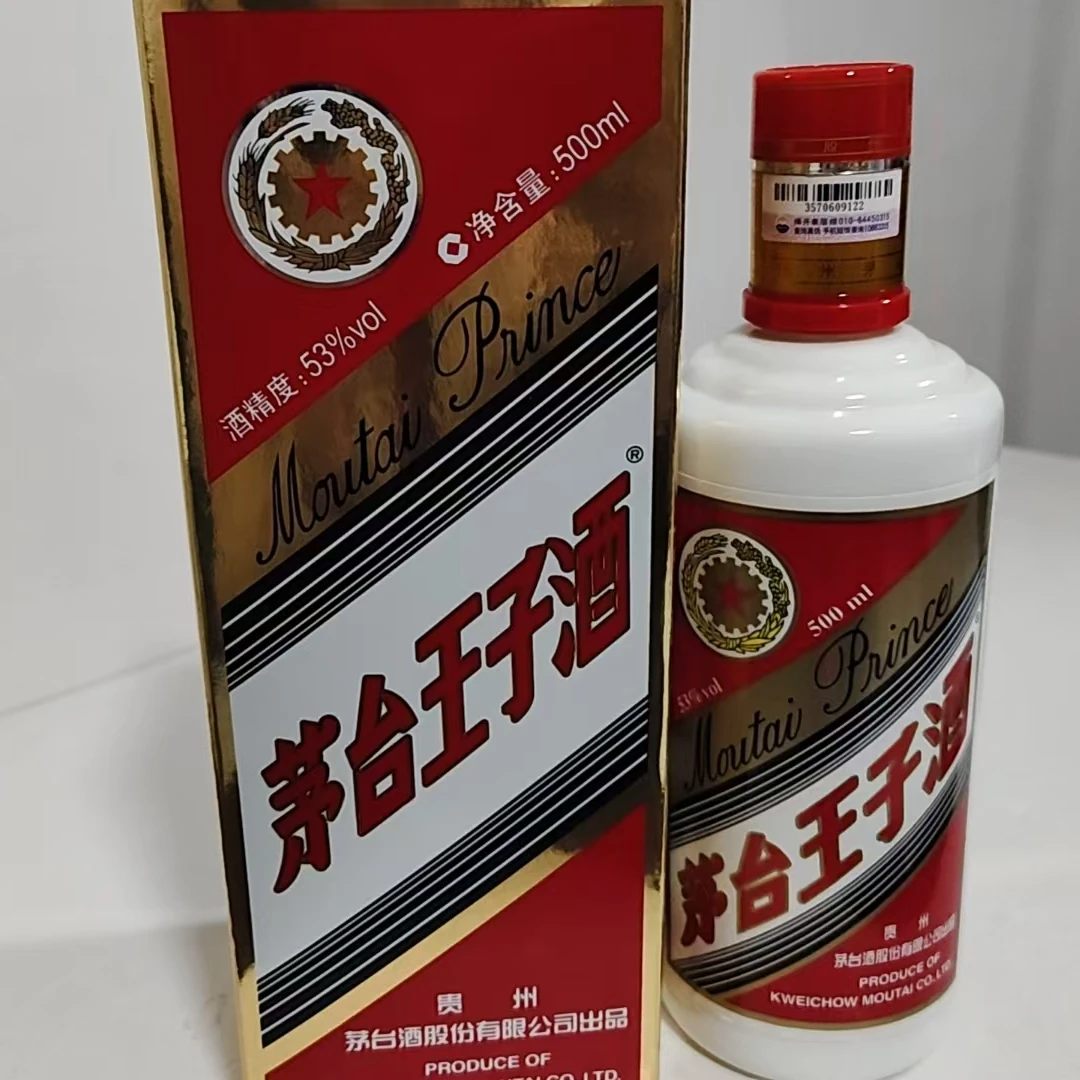 净含量:500ml
酒精度:53%vol
Moutai Prince
®
茅台王子酒
贵 州
茅台酒股份有限公司出品
PRODUCE OF
MOUTAI CO., LTD.
3570609122
500 ml
53% vol
Moutai Prince
茅台王子酒
贵 州
茅台酒股份有限公司出品
PRODUCE OF
KWEICHOW MOUTAI CO., LTD.